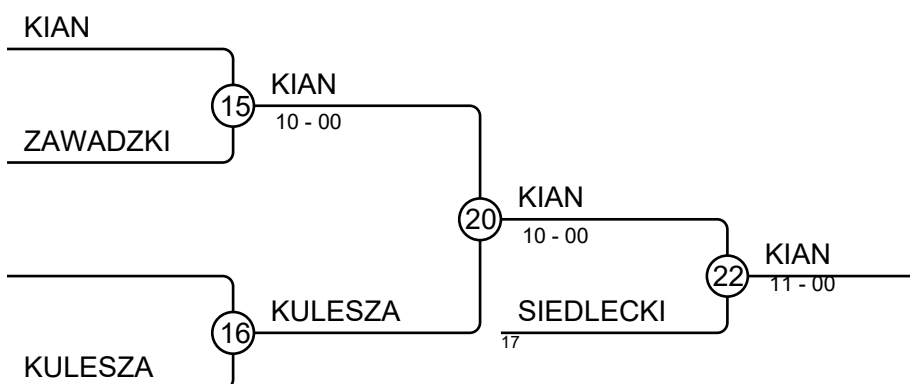 KIAN
15
KIAN
10 - 00
ZAWADZKI
20
KIAN
10 - 00
22
KIAN
11 - 00
16
KULESZA
SIEDLECKI
17
KULESZA